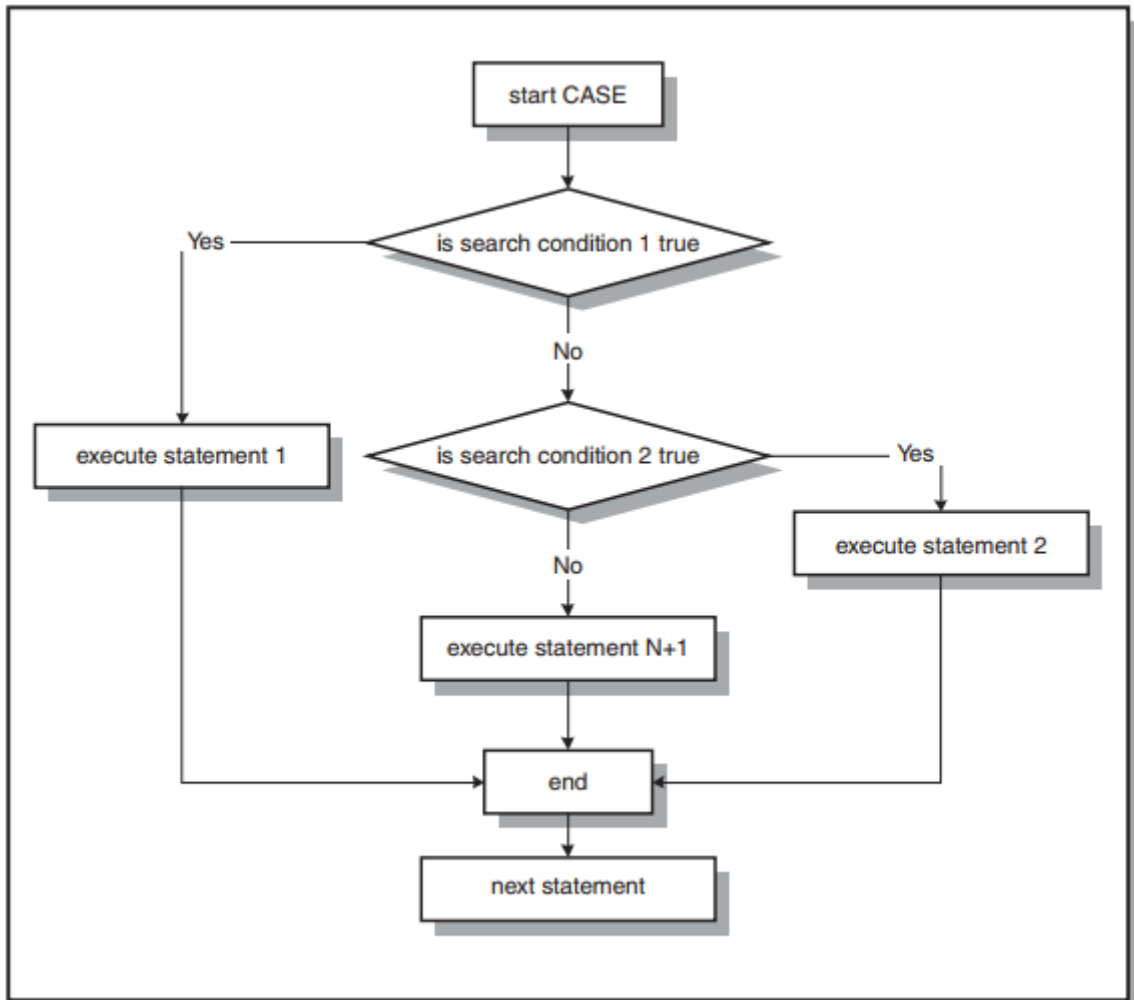 start CASE
is search condition 1 true
Yes
No
execute statement 1
is search condition 2 true
Yes
execute statement 2
No
execute statement N+1
end
next statement